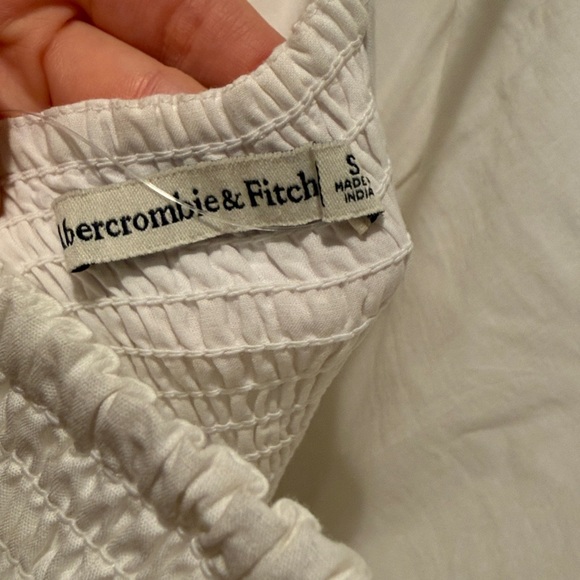 Abercrombie & Fitch
S
MADE IN
INDIA